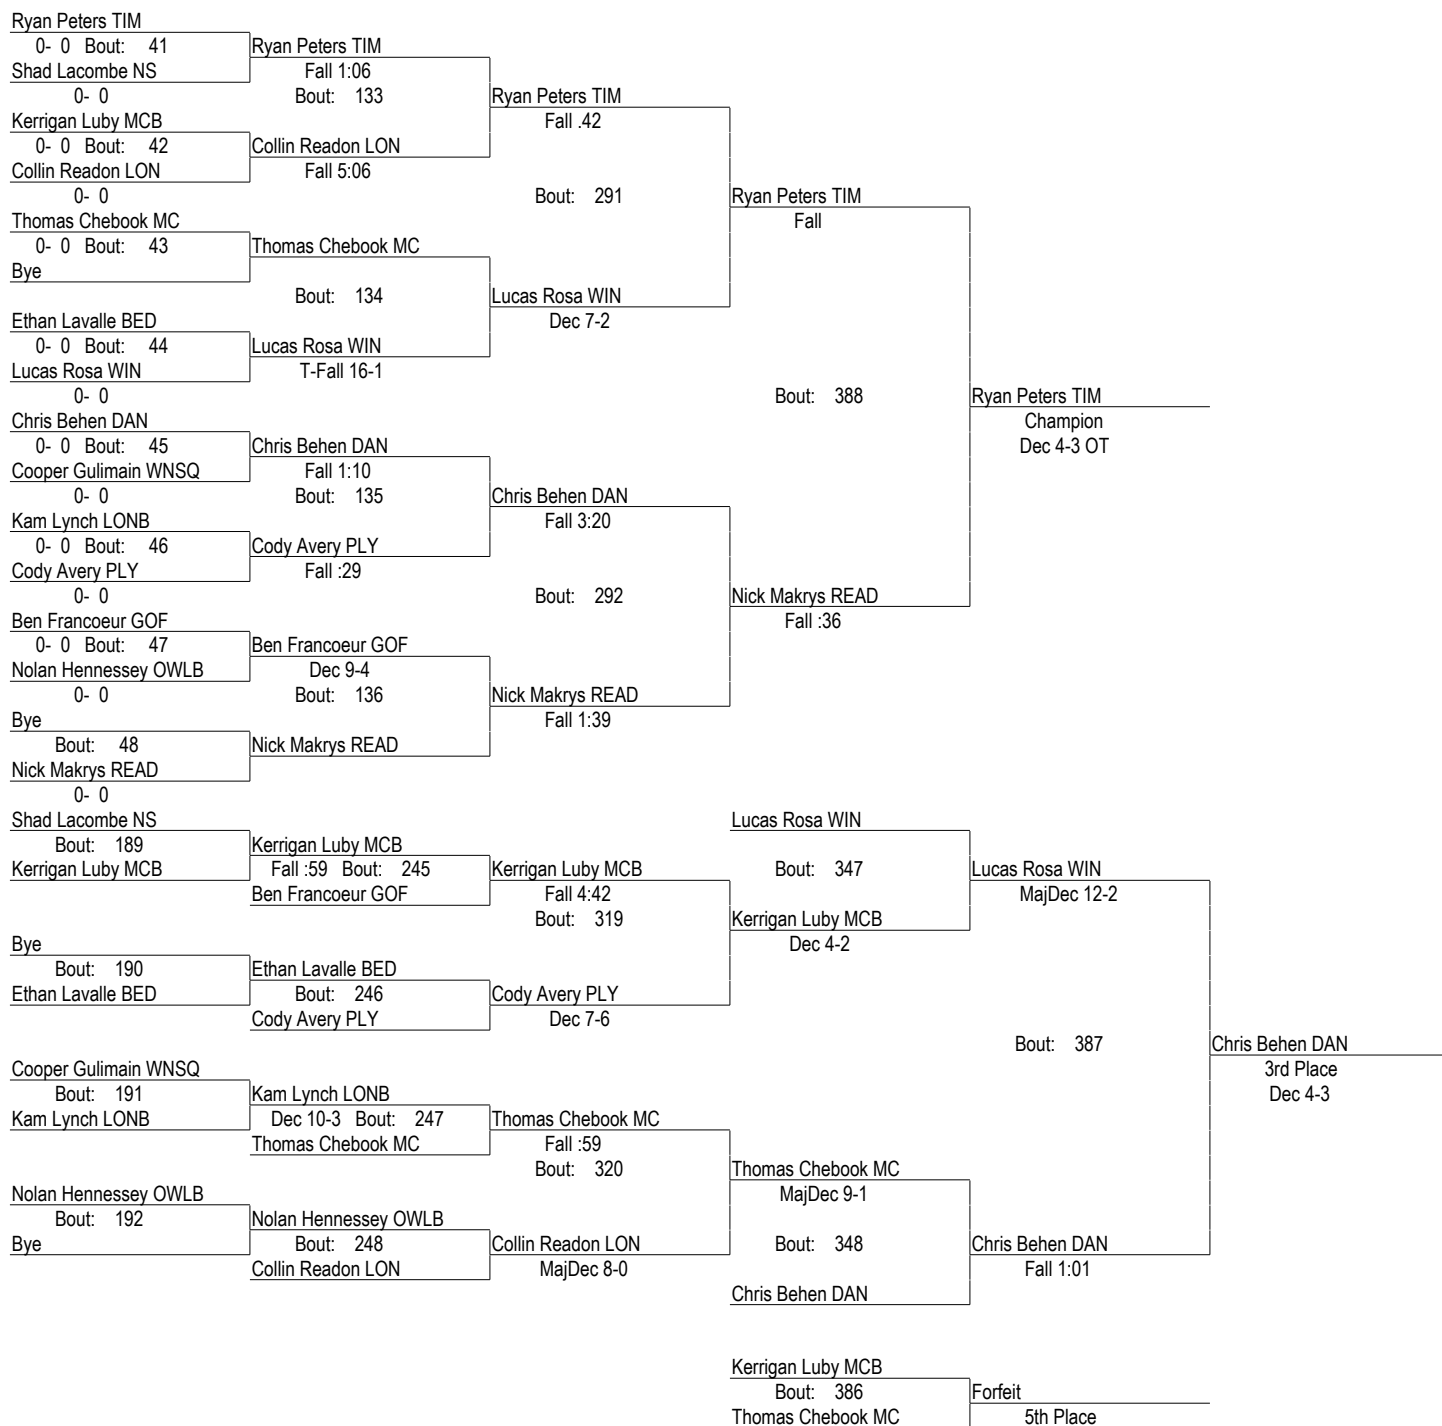 Ryan Peters TIM
0- 0 Bout: 41 Ryan Peters TIM
Shad Lacombe NS Fall 1:06
0- 0 Bout: 133 Ryan Peters TIM
Kerrigan Luby MCB Fall .42
0- 0 Bout: 42 Collin Readon LON
Collin Readon LON Fall 5:06
0- 0 Bout: 291 Ryan Peters TIM
Thomas Chebook MC Fall
0- 0 Bout: 43 Thomas Chebook MC
Bye
Bout: 134 Lucas Rosa WIN
Ethan Lavalle BED Dec 7-2
0- 0 Bout: 44 Lucas Rosa WIN
Lucas Rosa WIN T-Fall 16-1
0- 0 Bout: 388 Ryan Peters TIM
Chris Behen DAN Champion
0- 0 Bout: 45 Chris Behen DAN Dec 4-3 OT
Cooper Gulimain WNSQ Fall 1:10
0- 0 Bout: 135 Chris Behen DAN
Kam Lynch LONB Fall 3:20
0- 0 Bout: 46 Cody Avery PLY
Cody Avery PLY Fall :29
0- 0 Bout: 292 Nick Makrys READ
Ben Francoeur GOF Fall :36
0- 0 Bout: 47 Ben Francoeur GOF
Nolan Hennessey OWLB Dec 9-4
0- 0 Bout: 136 Nick Makrys READ
Bye Fall 1:39
Bout: 48 Nick Makrys READ
Nick Makrys READ
0- 0
Shad Lacombe NS Lucas Rosa WIN
Bout: 189 Kerrigan Luby MCB
Kerrigan Luby MCB Fall :59 Bout: 245 Kerrigan Luby MCB Bout: 347 Lucas Rosa WIN
Ben Francoeur GOF Fall 4:42 MajDec 12-2
Bout: 319 Kerrigan Luby MCB
Bye Dec 4-2
Bout: 190 Ethan Lavalle BED
Ethan Lavalle BED Bout: 246 Cody Avery PLY
Cody Avery PLY Dec 7-6
Bout: 387 Chris Behen DAN
Cooper Gulimain WNSQ 3rd Place
Bout: 191 Kam Lynch LONB Dec 4-3
Kam Lynch LONB Dec 10-3 Bout: 247 Thomas Chebook MC
Thomas Chebook MC Fall :59
Bout: 320 Thomas Chebook MC
Nolan Hennessey OWLB MajDec 9-1
Bout: 192 Nolan Hennessey OWLB
Bye Bout: 248 Collin Readon LON Bout: 348 Chris Behen DAN
Collin Readon LON MajDec 8-0 Fall 1:01
Chris Behen DAN
Kerrigan Luby MCB
Bout: 386 Forfeit
Thomas Chebook MC 5th Place